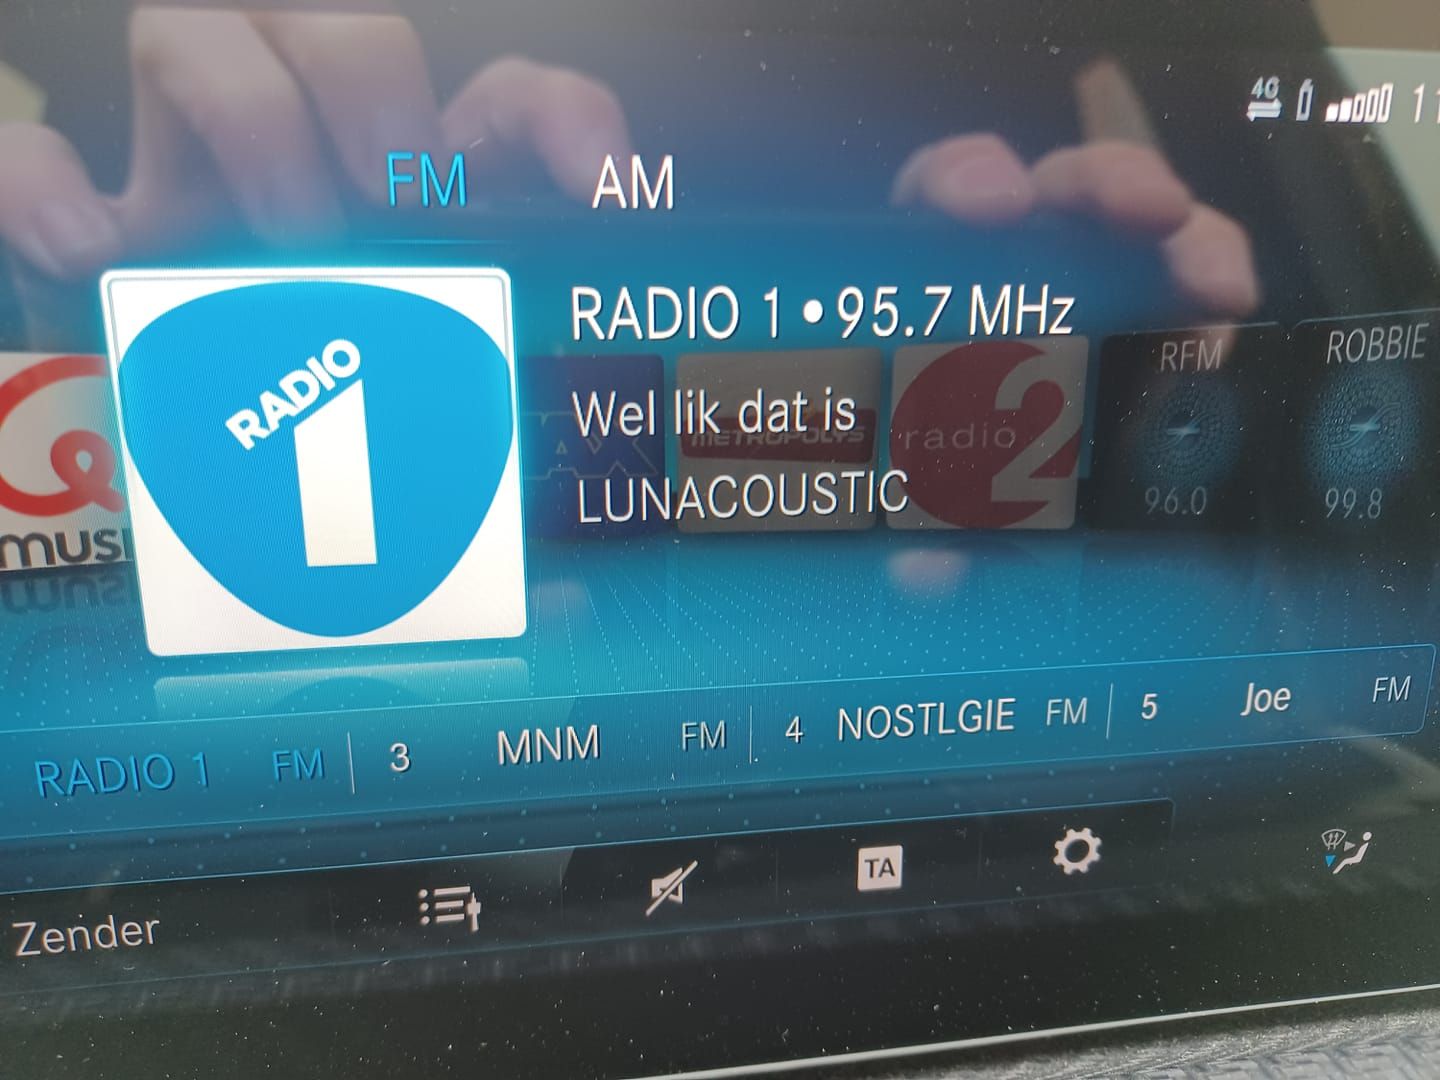 4G
11
FM AM
RADIO 1 • 95.7 MHz
Wel lik dat is
LUNACOUSTIC
RADIO 1
Q
musi
METROPOLYS
radio 2
RFM
96.0
ROBBIE
99.8
RADIO 1 FM 3 MNM FM 4 NOSTLGIE FM 5 Joe FM
Zender
TA